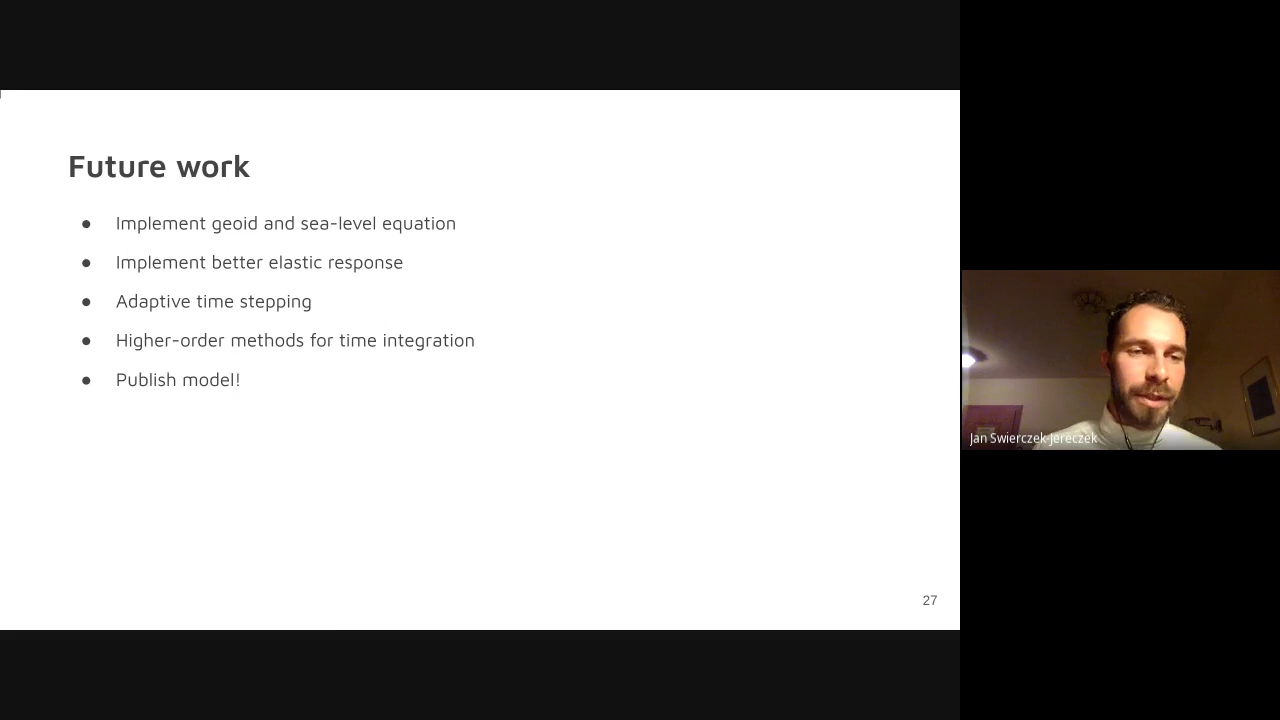 Future work
● Implement geoid and sea-level equation
● Implement better elastic response
● Adaptive time stepping
● Higher-order methods for time integration
● Publish model!
27
Jan Swierczek-Jereczek